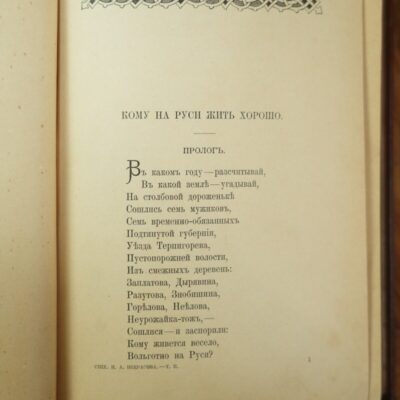 КОМУ НА РУСИ ЖИТЬ ХОРОШО.
ПРОЛОГЪ.
Въ какомъ году—разсчитывай,
Въ какой землѣ—угадывай,
На столбовой дороженькѣ
Сошлись семь мужиковъ,
Семь временно-обязанныхъ
Подтянутой губерніи,
Уѣзда Терпигорева,
Пустопорожней волости,
Изъ смежныхъ деревень:
Заплатова, Дырявина,
Разутова, Знобишина,
Горѣлова, Неѣлова,
Неурожайка-тожъ,—
Сошлися—и заспорили:
Кому живется весело,
Вольготно на Руси?
СТИХ. Н. А. НЕКРАСОВА.—Т. II. 1